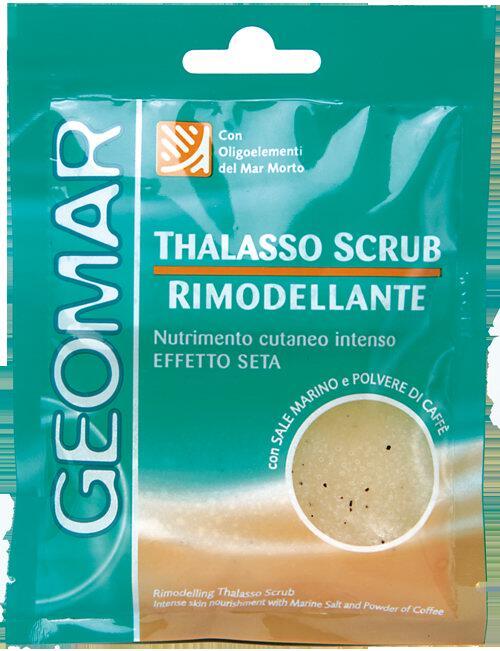 GEOMAR
Con
Oligoelementi
del Mar Morto
THALASSO SCRUB
RIMODELLANTE
Nutrimento cutaneo intenso
EFFETTO SETA
con SALE MARINO e POLVERE DI CAFFÈ
Rimodelling Thalasso Scrub
Intense skin nourishment with Marine Salt and Powder of Coffee